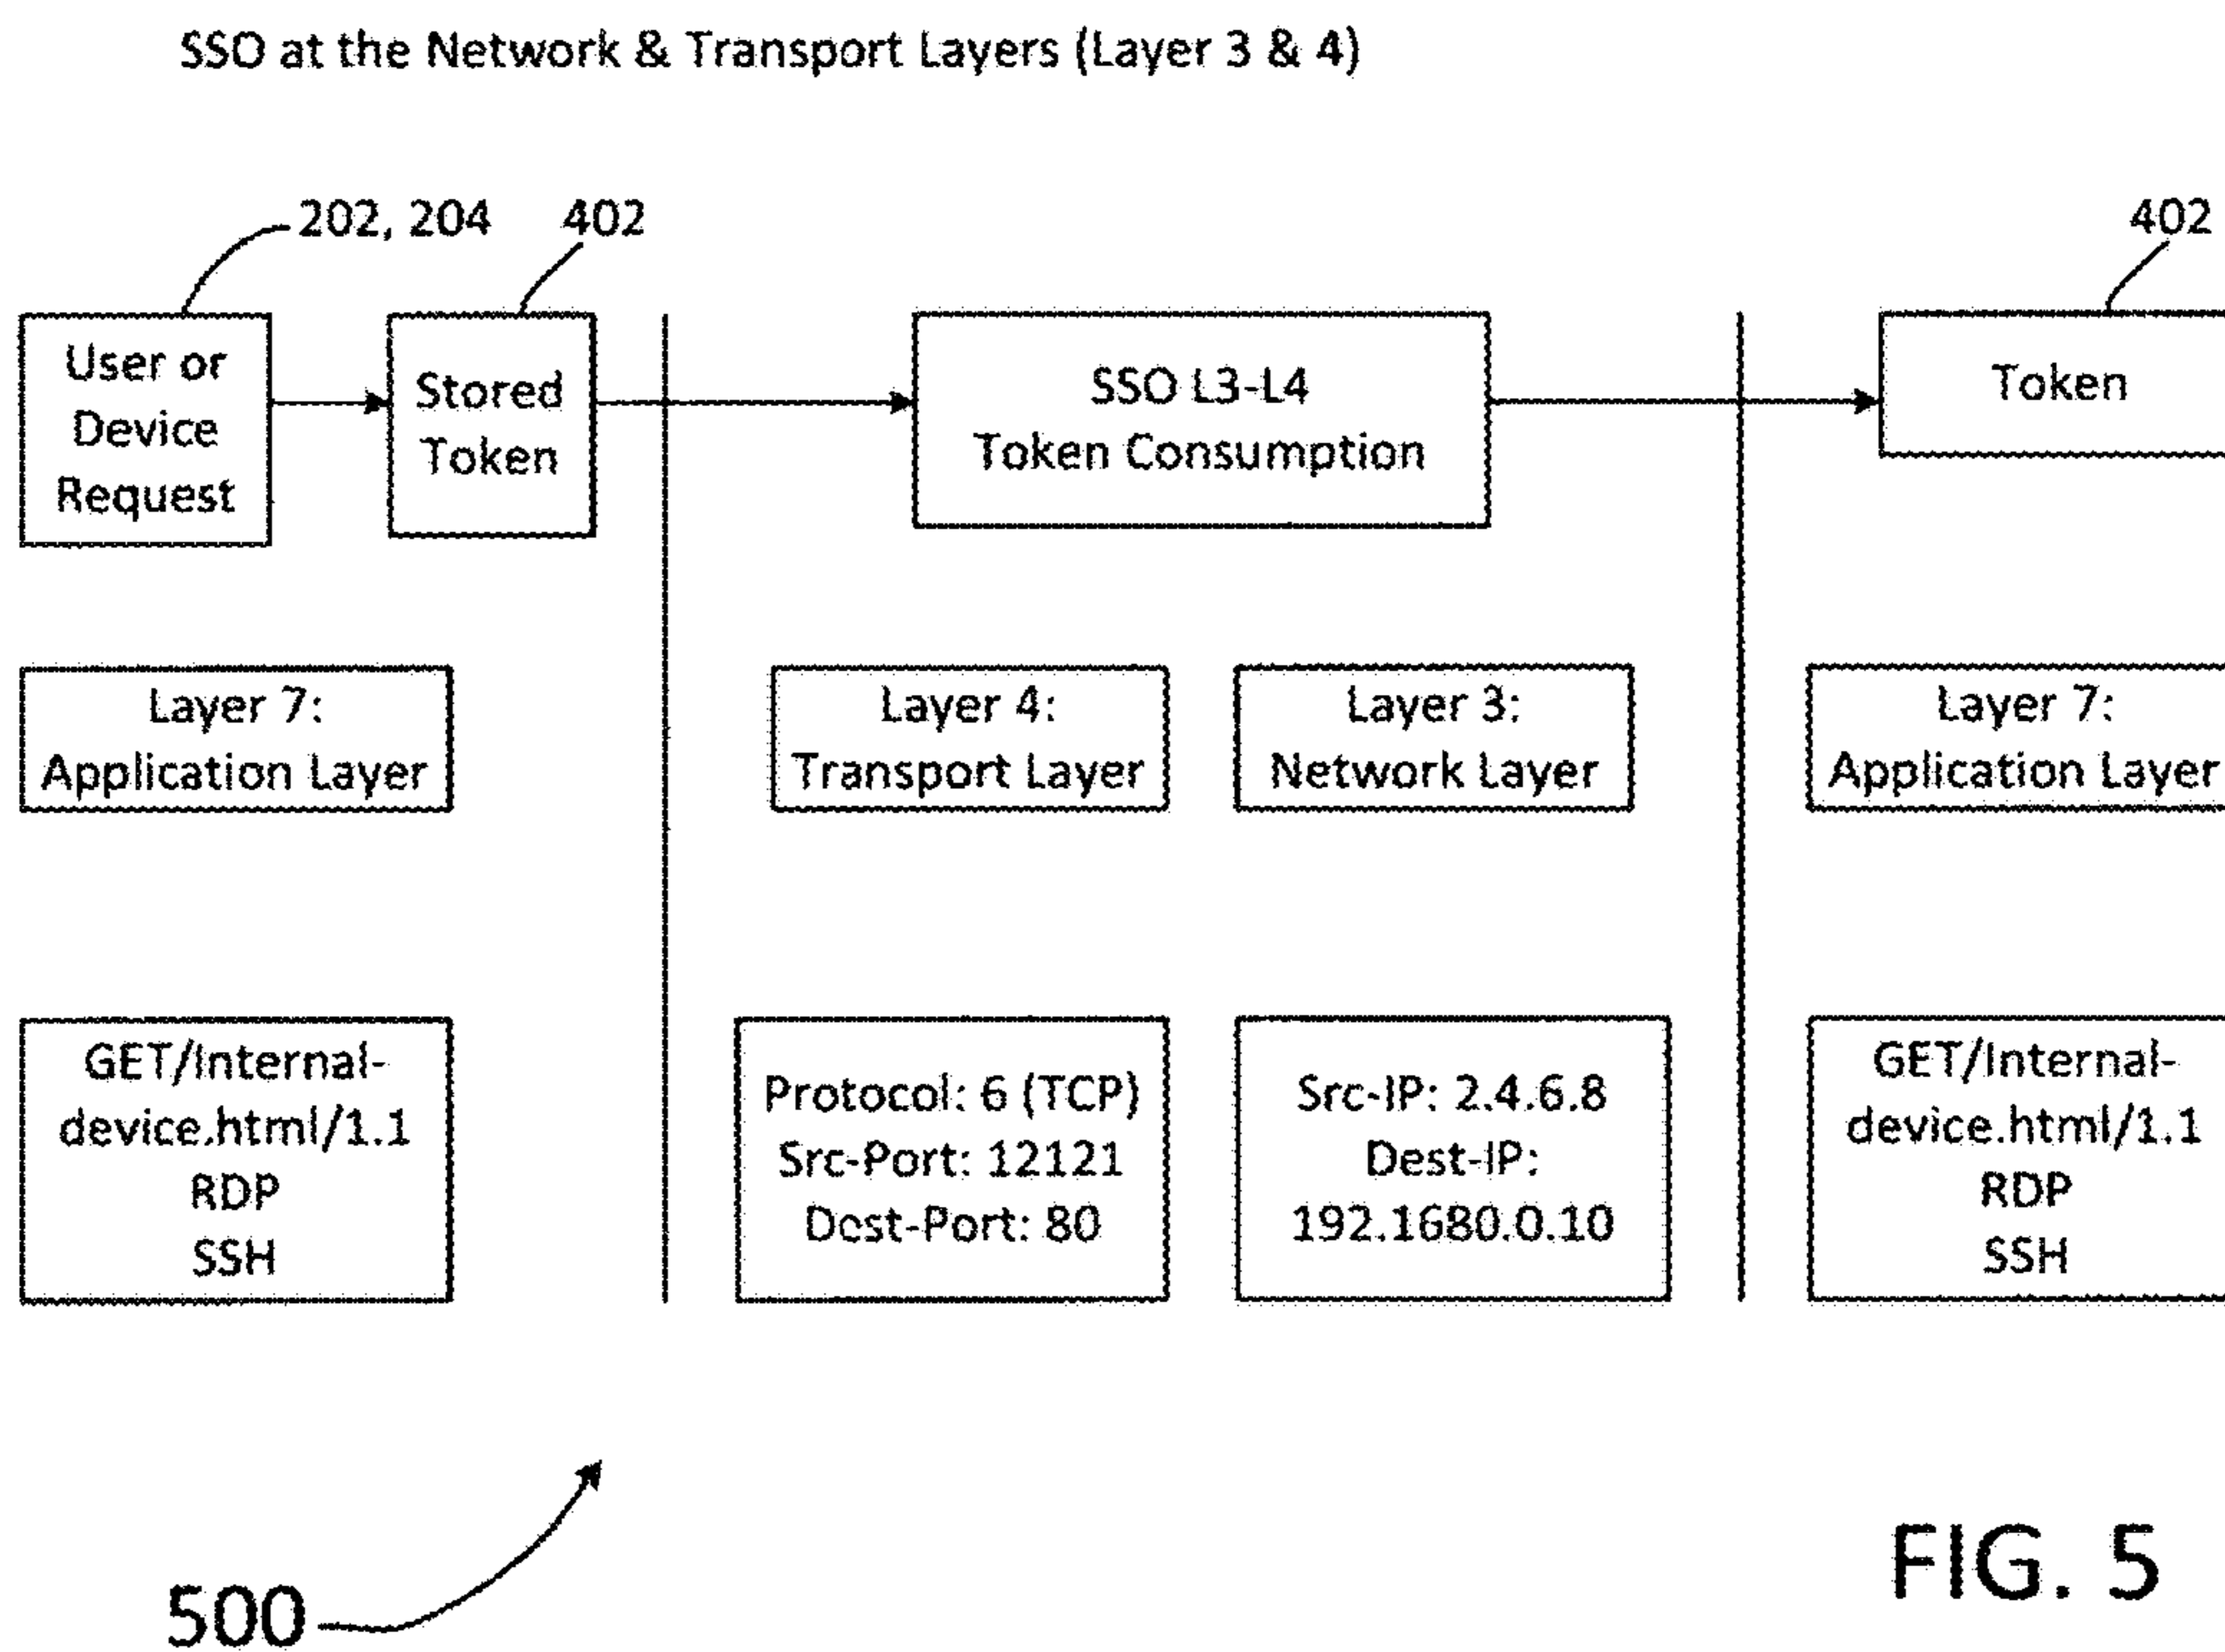 SSO at the Network & Transport Layers (Layer 3 & 4)
202, 204
402
402
User or
Device
Request
Stored
Token
SSO L3-L4
Token Consumption
Token
Layer 7:
Application Layer
Layer 4:
Transport Layer
Layer 3:
Network Layer
Layer 7:
Application Layer
GET/Internal-
device.html/1.1
RDP
SSH
Protocol: 6 (TCP)
Src-Port: 12121
Dest-Port: 80
Src-IP: 2.4.6.8
Dest-IP:
192.1680.0.10
GET/Internal-
device.html/1.1
RDP
SSH
500
FIG. 5